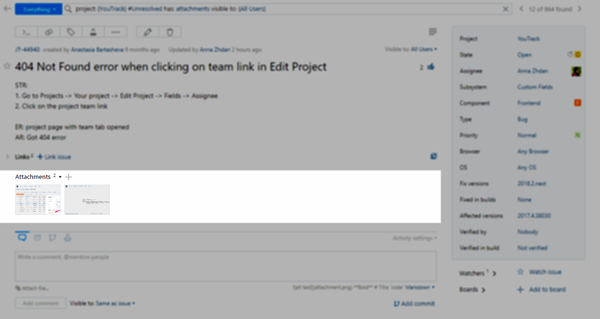 Everything
project: {YouTrack} #Unresolved has: attachments visible to: {All Users}
12 of 964 found
JT-44940 created by Anastasia Bartasheva 9 months ago Updated by Anna Zhdan 2 hours ago
Visible to: All Users
404 Not Found error when clicking on team link in Edit Project
2
STR:
1. Go to Projects -> Your project -> Edit Project -> Fields -> Assignee
2. Click on the project team link
ER: project page with team tab opened
AR: Got 404 error
Links 1 + Link issue
Attachments 2
Activity settings
Write a comment, @mention people
Attach file...
Add comment
Visible to: Same as issue
Add commit
Project YouTrack
State Open
Assignee Anna Zhdan
Subsystem Custom Fields
Component Frontend
Type Bug
Priority Normal
Browser Any Browser
OS Any OS
Fix versions 2018.2.next
Fixed in builds None
Affected versions 2017.4.38030
Verified by Nobody
Verified in build Not verified
Watchers 1
Watch issue
Boards
Add to board